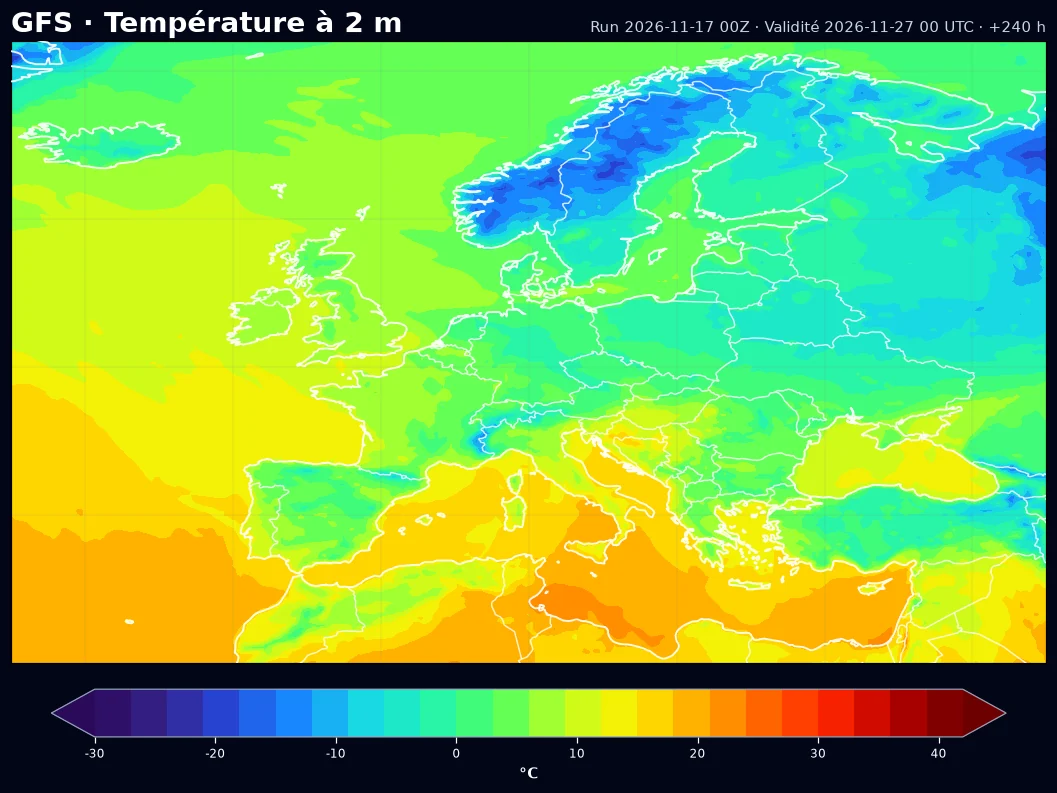 GFS · Température à 2 m
Run 2026-11-17 00Z · Validité 2026-11-27 00 UTC · +240 h
-30 -20 -10 0 10 20 30 40
°C